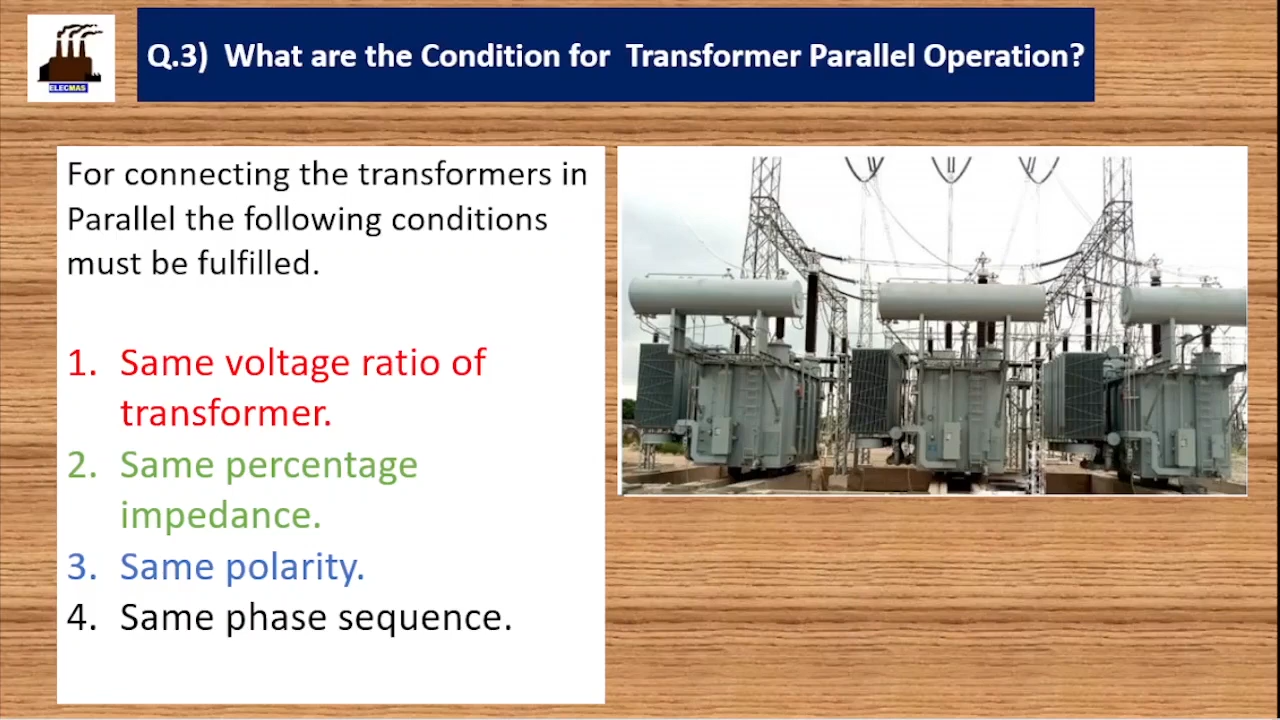 ELECMAS
Q.3) What are the Condition for Transformer Parallel Operation?
For connecting the transformers in
Parallel the following conditions
must be fulfilled.
1. Same voltage ratio of
transformer.
2. Same percentage
impedance.
3. Same polarity.
4. Same phase sequence.